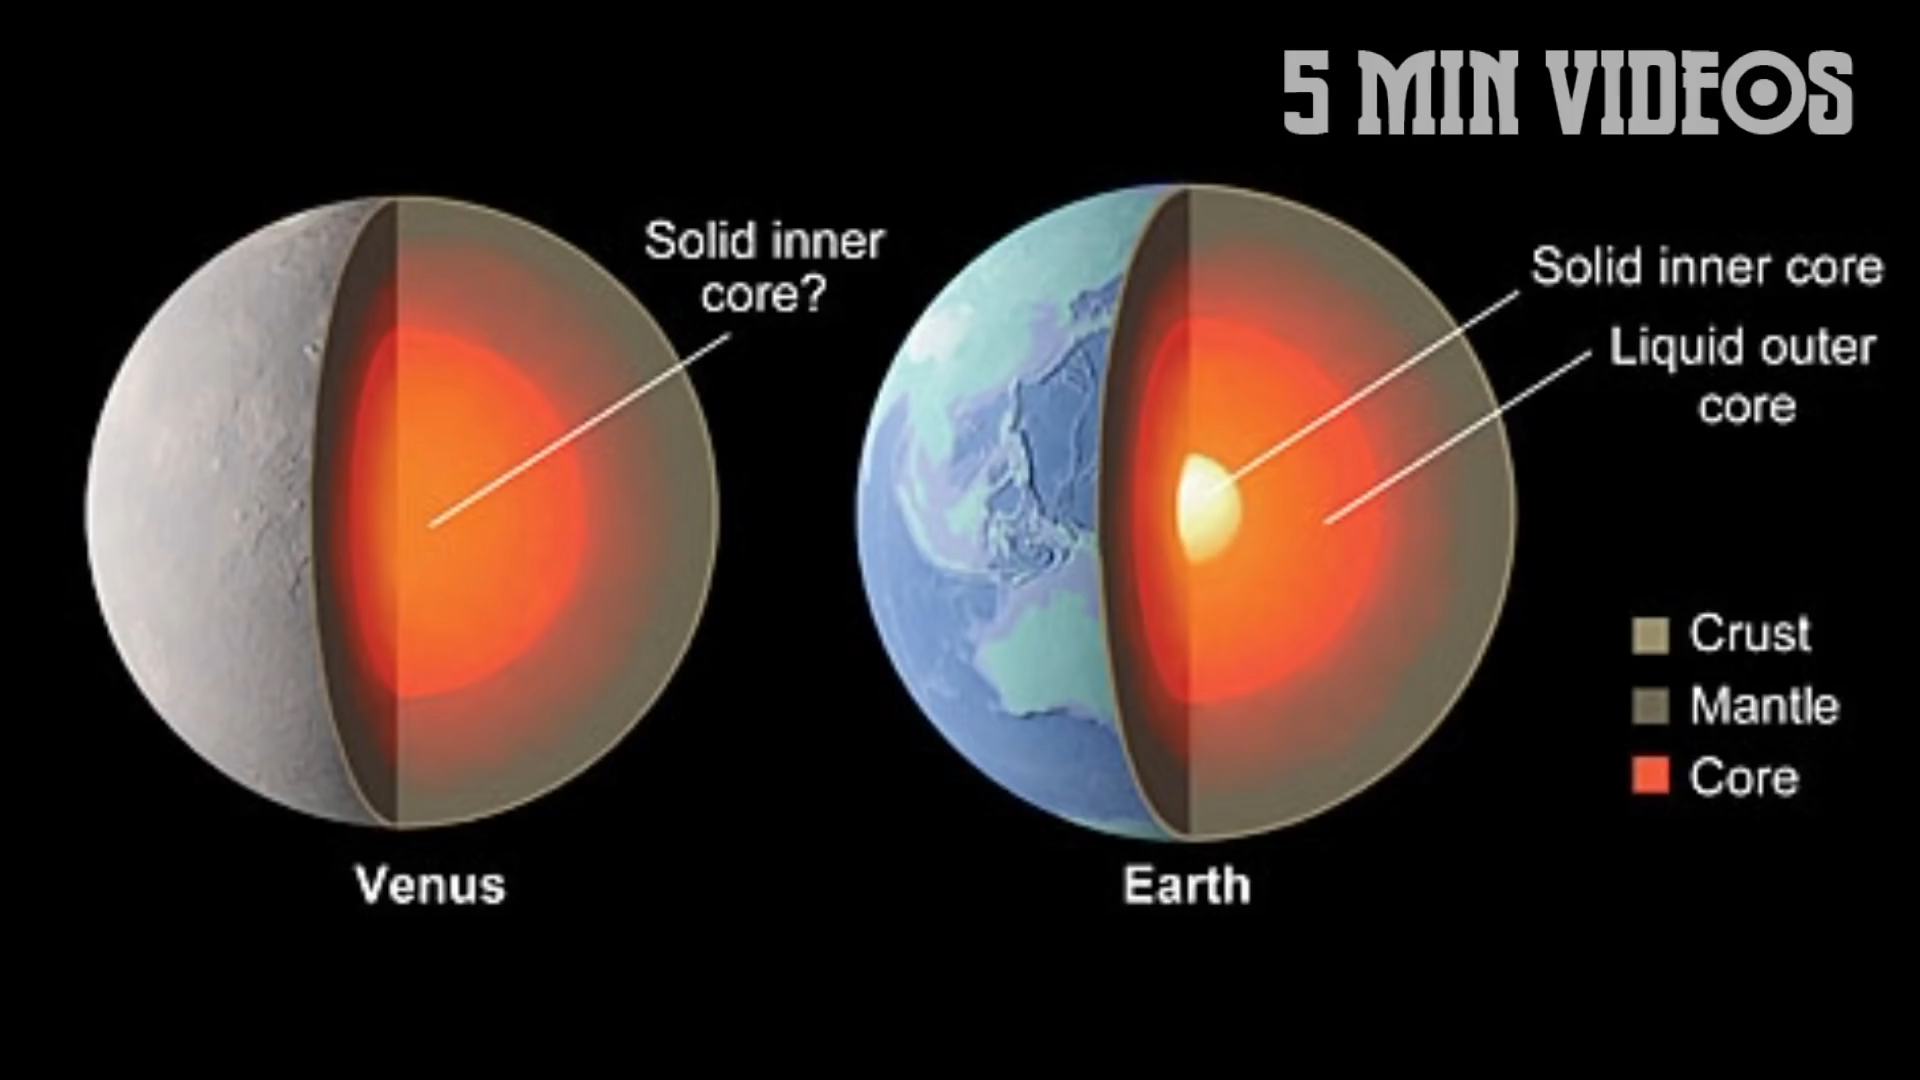 5 MIN VIDEOS
Solid inner
core?
Solid inner core
Liquid outer
core
Crust
Mantle
Core
Venus
Earth